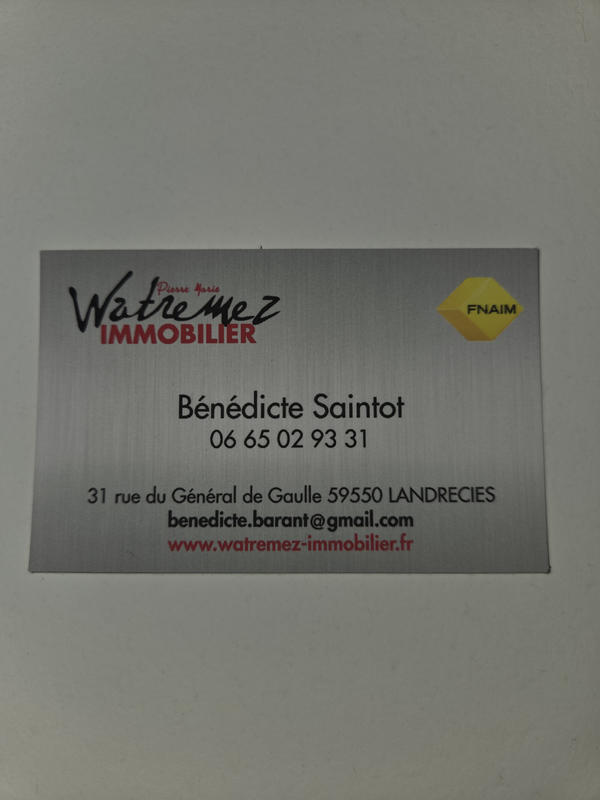 Pierre Marie
Watremez
IMMOBILIER
FNAIM
Bénédicte Saintot
06 65 02 93 31
31 rue du Général de Gaulle 59550 LANDRECIES
benedicte.barant@gmail.com
www.watremez-immobilier.fr